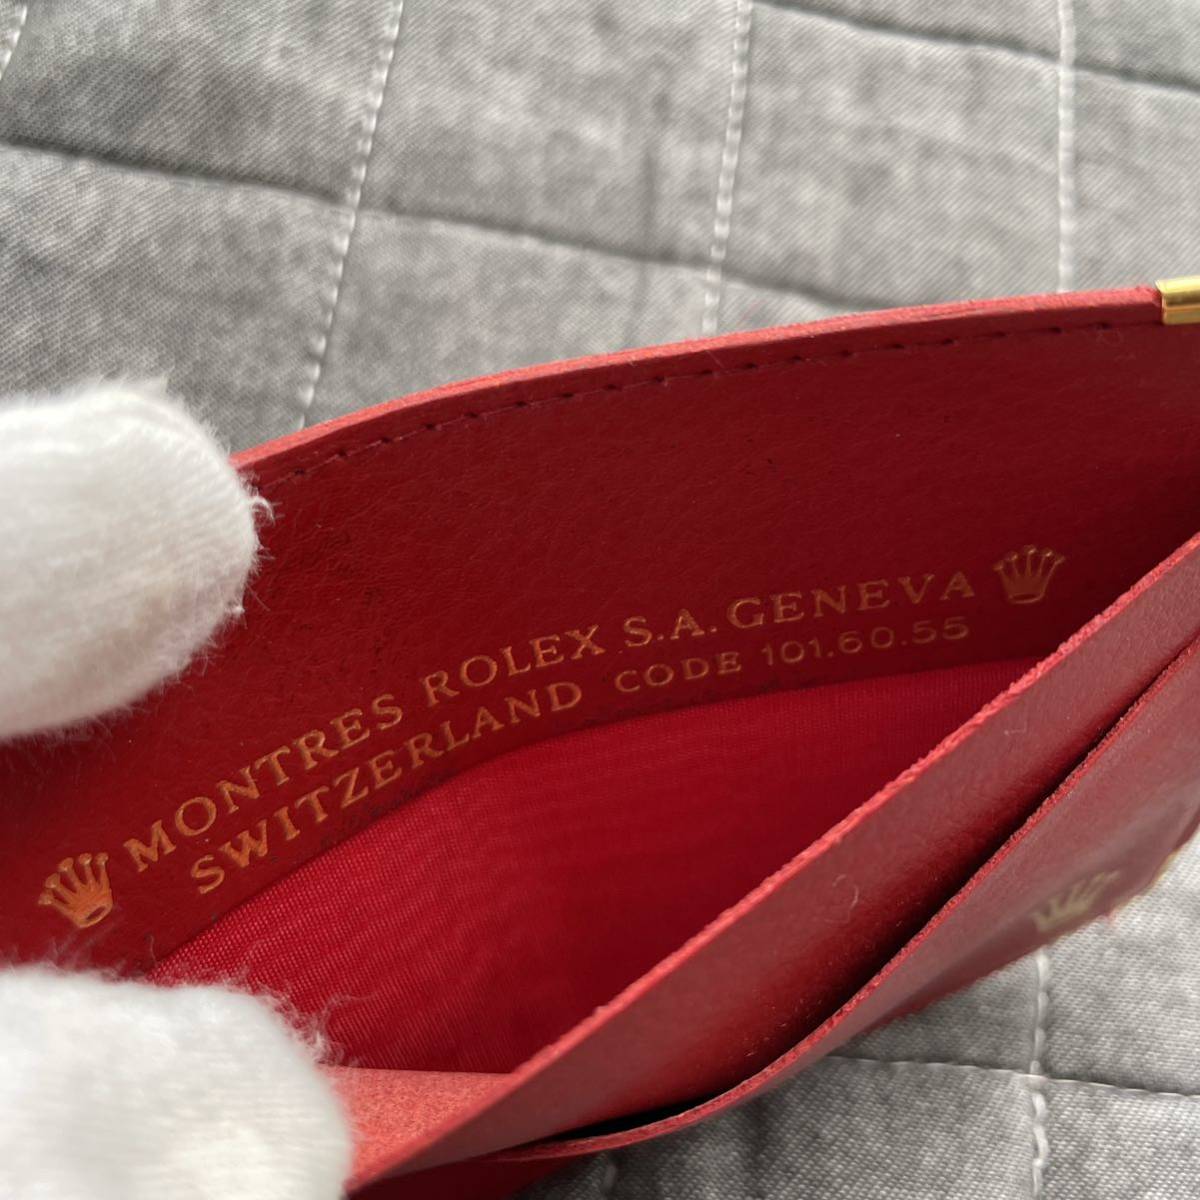 MONTRES ROLEX S.A. GENEVA
SWITZERLAND CODE 101.60.55